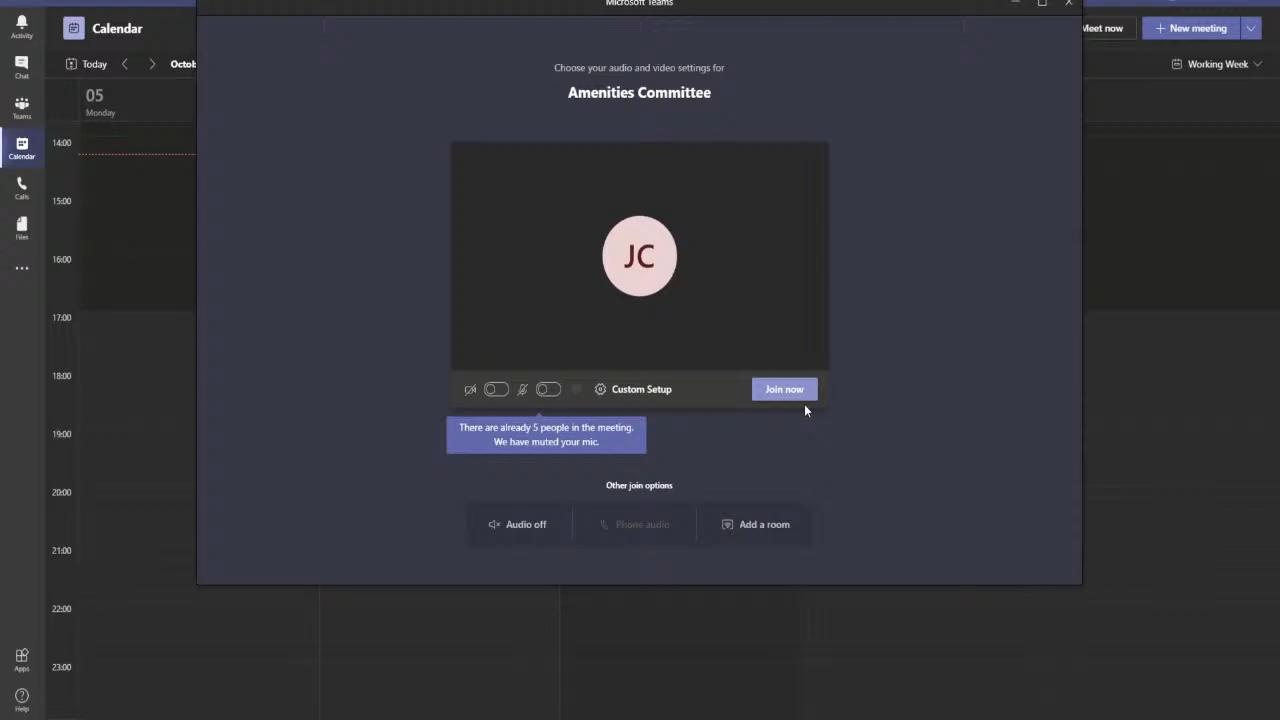 Microsoft Teams
Activity
Chat
Teams
Calendar
Calls
Files
Apps
Help
Calendar
Meet now
+ New meeting
Today
Octob
Working Week
05
Monday
14:00
15:00
16:00
17:00
18:00
19:00
20:00
21:00
22:00
23:00
Choose your audio and video settings for
Amenities Committee
JC
Custom Setup
Join now
There are already 5 people in the meeting.
We have muted your mic.
Other join options
Audio off
Phone audio
Add a room